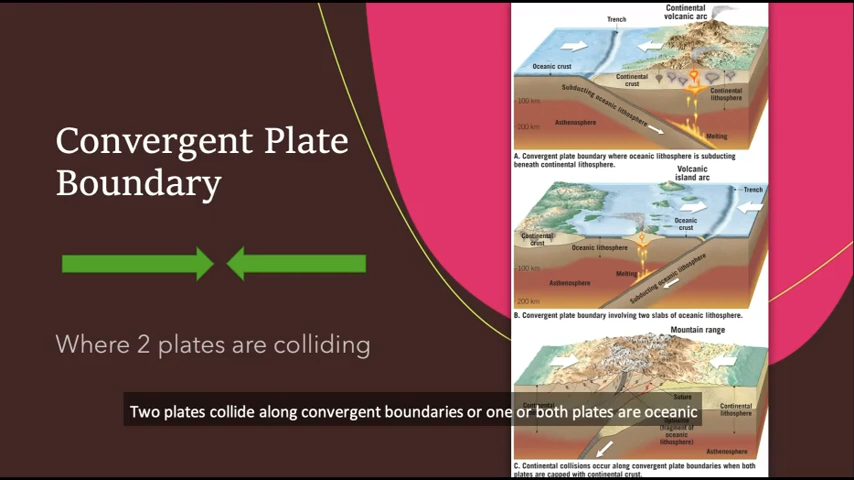 Convergent Plate
Boundary
Where 2 plates are colliding
Continental
volcanic arc
Trench
Oceanic crust
Continental
crust
Subducting oceanic lithosphere
Continental
lithosphere
100 km
200 km
Asthenosphere
Melting
A. Convergent plate boundary where oceanic lithosphere is subducting
beneath continental lithosphere.
Volcanic
island arc
Trench
Oceanic
crust
Continental
crust
Oceanic lithosphere
Melting
Subducting oceanic lithosphere
100 km
Asthenosphere
200 km
B. Convergent plate boundary involving two slabs of oceanic lithosphere.
Mountain range
Suture
Continental
Continental
lithosphere
(fragment of
oceanic
lithosphere)
Asthenosphere
C. Continental collisions occur along convergent plate boundaries when both
plates are capped with continental crust.
Two plates collide along convergent boundaries or one or both plates are oceanic